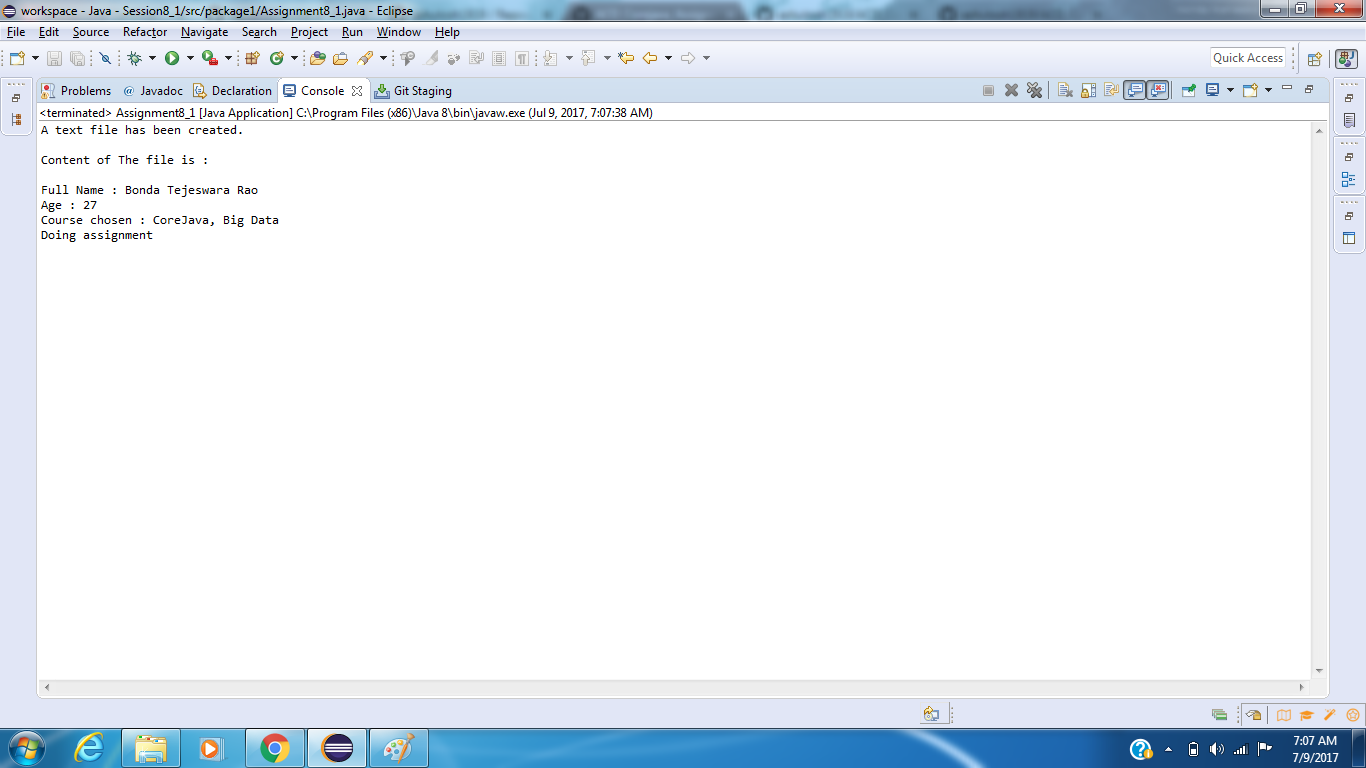 workspace - Java - Session8_1/src/package1/Assignment8_1.java - Eclipse
File Edit Source Refactor Navigate Search Project Run Window Help
Quick Access
Problems @ Javadoc Declaration Console Git Staging
<terminated> Assignment8_1 [Java Application] C:\Program Files (x86)\Java 8\bin\javaw.exe (Jul 9, 2017, 7:07:38 AM)
A text file has been created.
Content of The file is :
Full Name : Bonda Tejeswara Rao
Age : 27
Course chosen : CoreJava, Big Data
Doing assignment
7:07 AM
7/9/2017